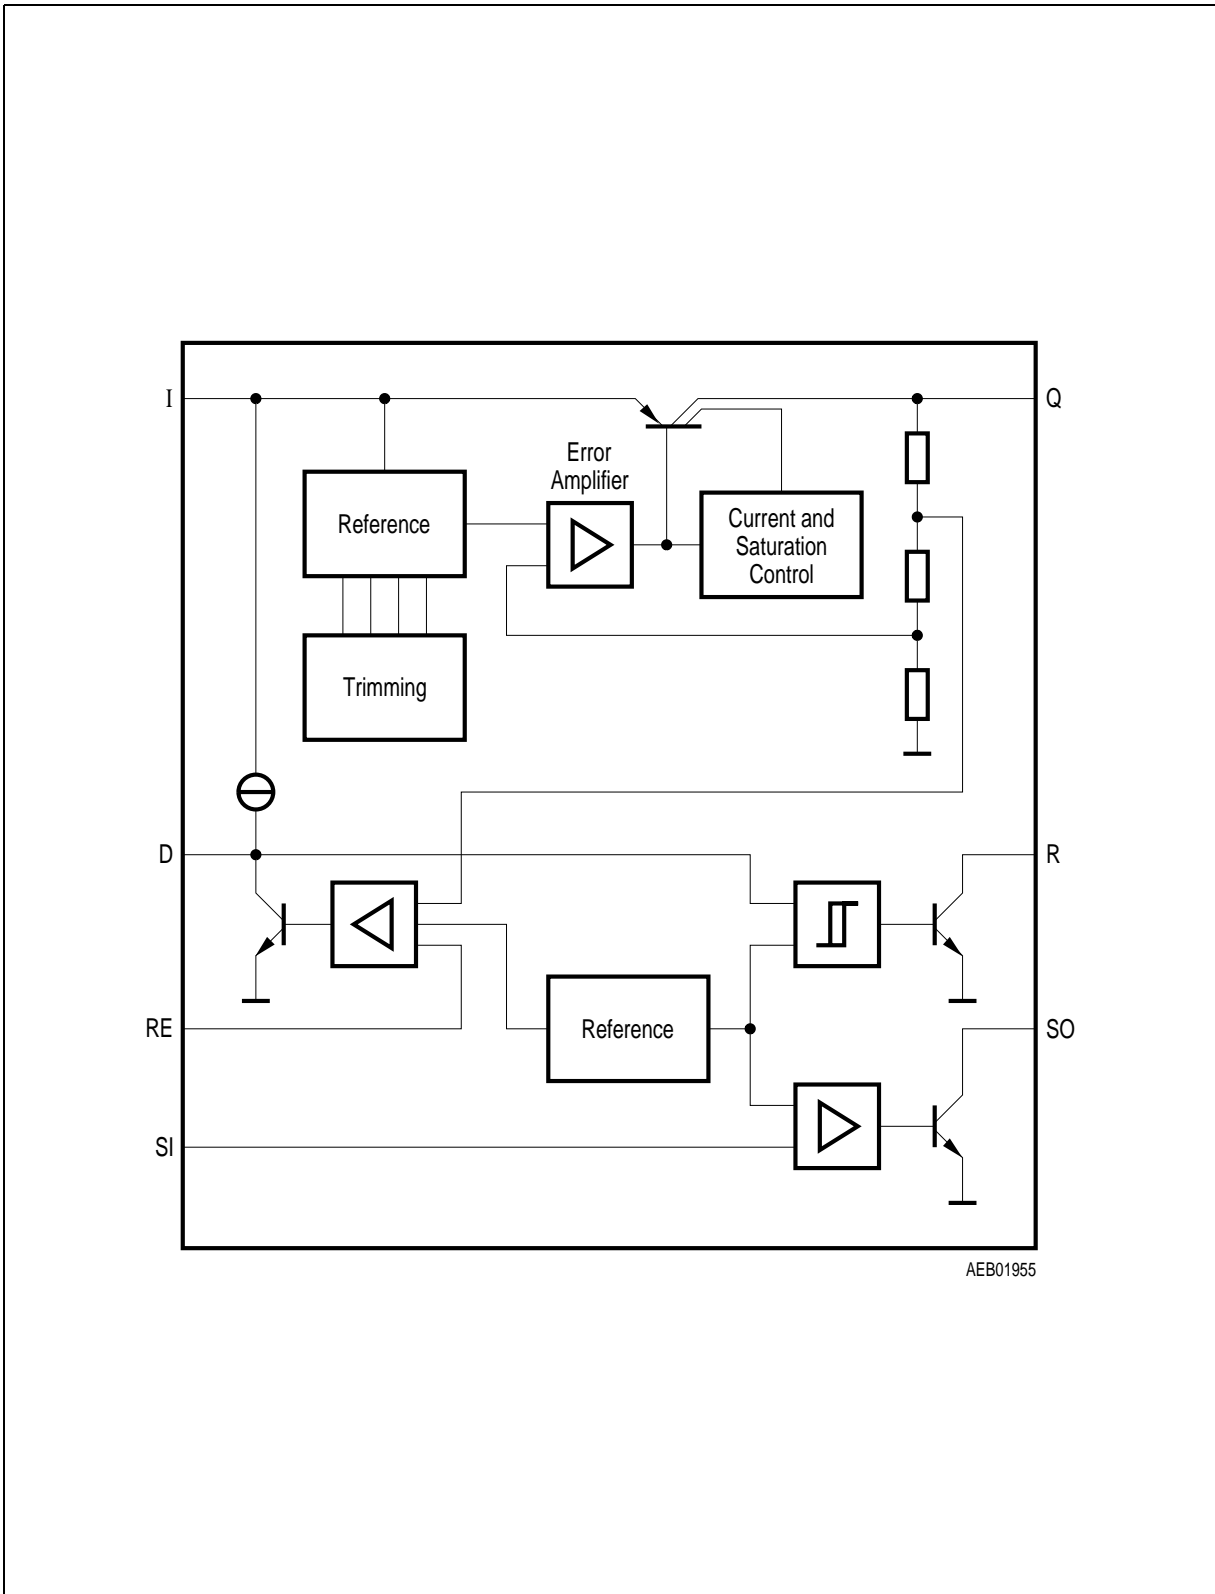 I
Q
Error
Amplifier
Reference
Current and
Saturation
Control
Trimming
D
R
RE
Reference
SO
SI
AEB01955